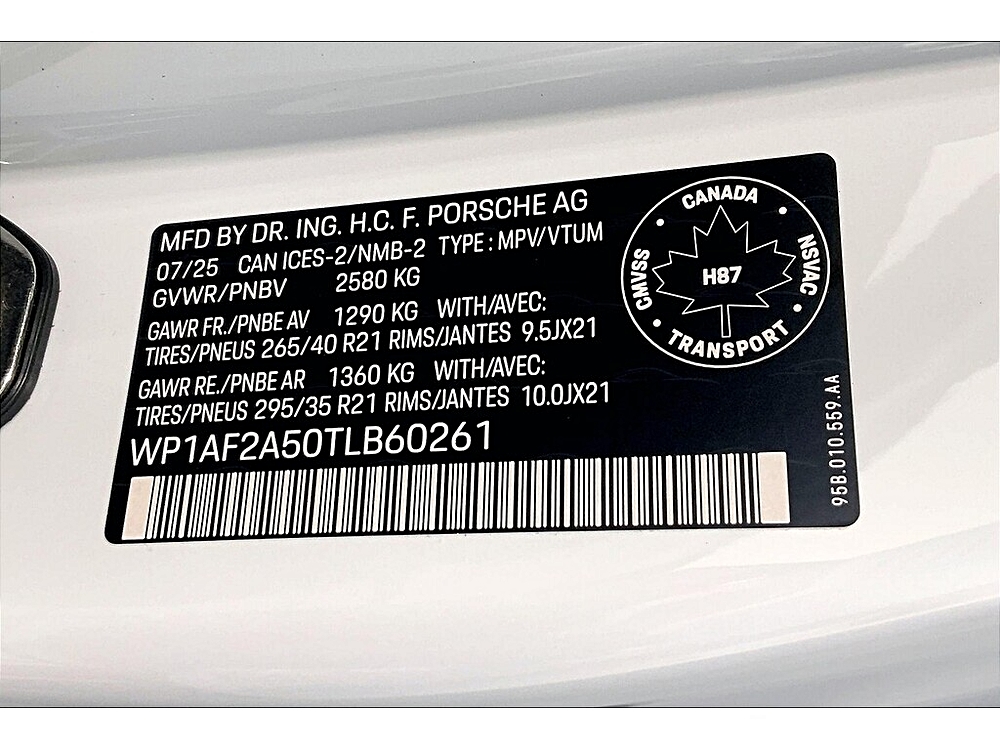 MFD BY DR. ING. H.C. F. PORSCHE AG
07/25 CAN ICES-2/NMB-2 TYPE : MPV/VTUM
GVWR/PNBV 2580 KG
GAWR FR./PNBE AV 1290 KG WITH/AVEC:
TIRES/PNEUS 265/40 R21 RIMS/JANTES 9.5JX21
GAWR RE./PNBE AR 1360 KG WITH/AVEC:
TIRES/PNEUS 295/35 R21 RIMS/JANTES 10.0JX21
WP1AF2A50TLB60261
CANADA
CMVSS
H87
NSVAC
TRANSPORT
95B.010.559.AA